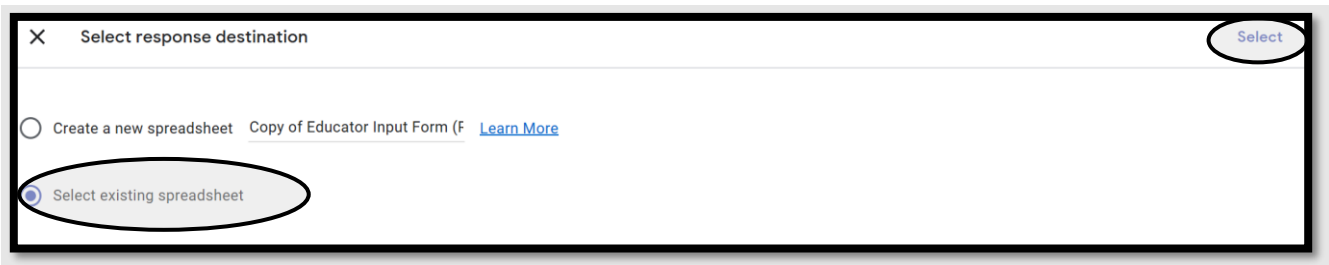 Select response destination Select
Create a new spreadsheet Copy of Educator Input Form (F Learn More
Select existing spreadsheet